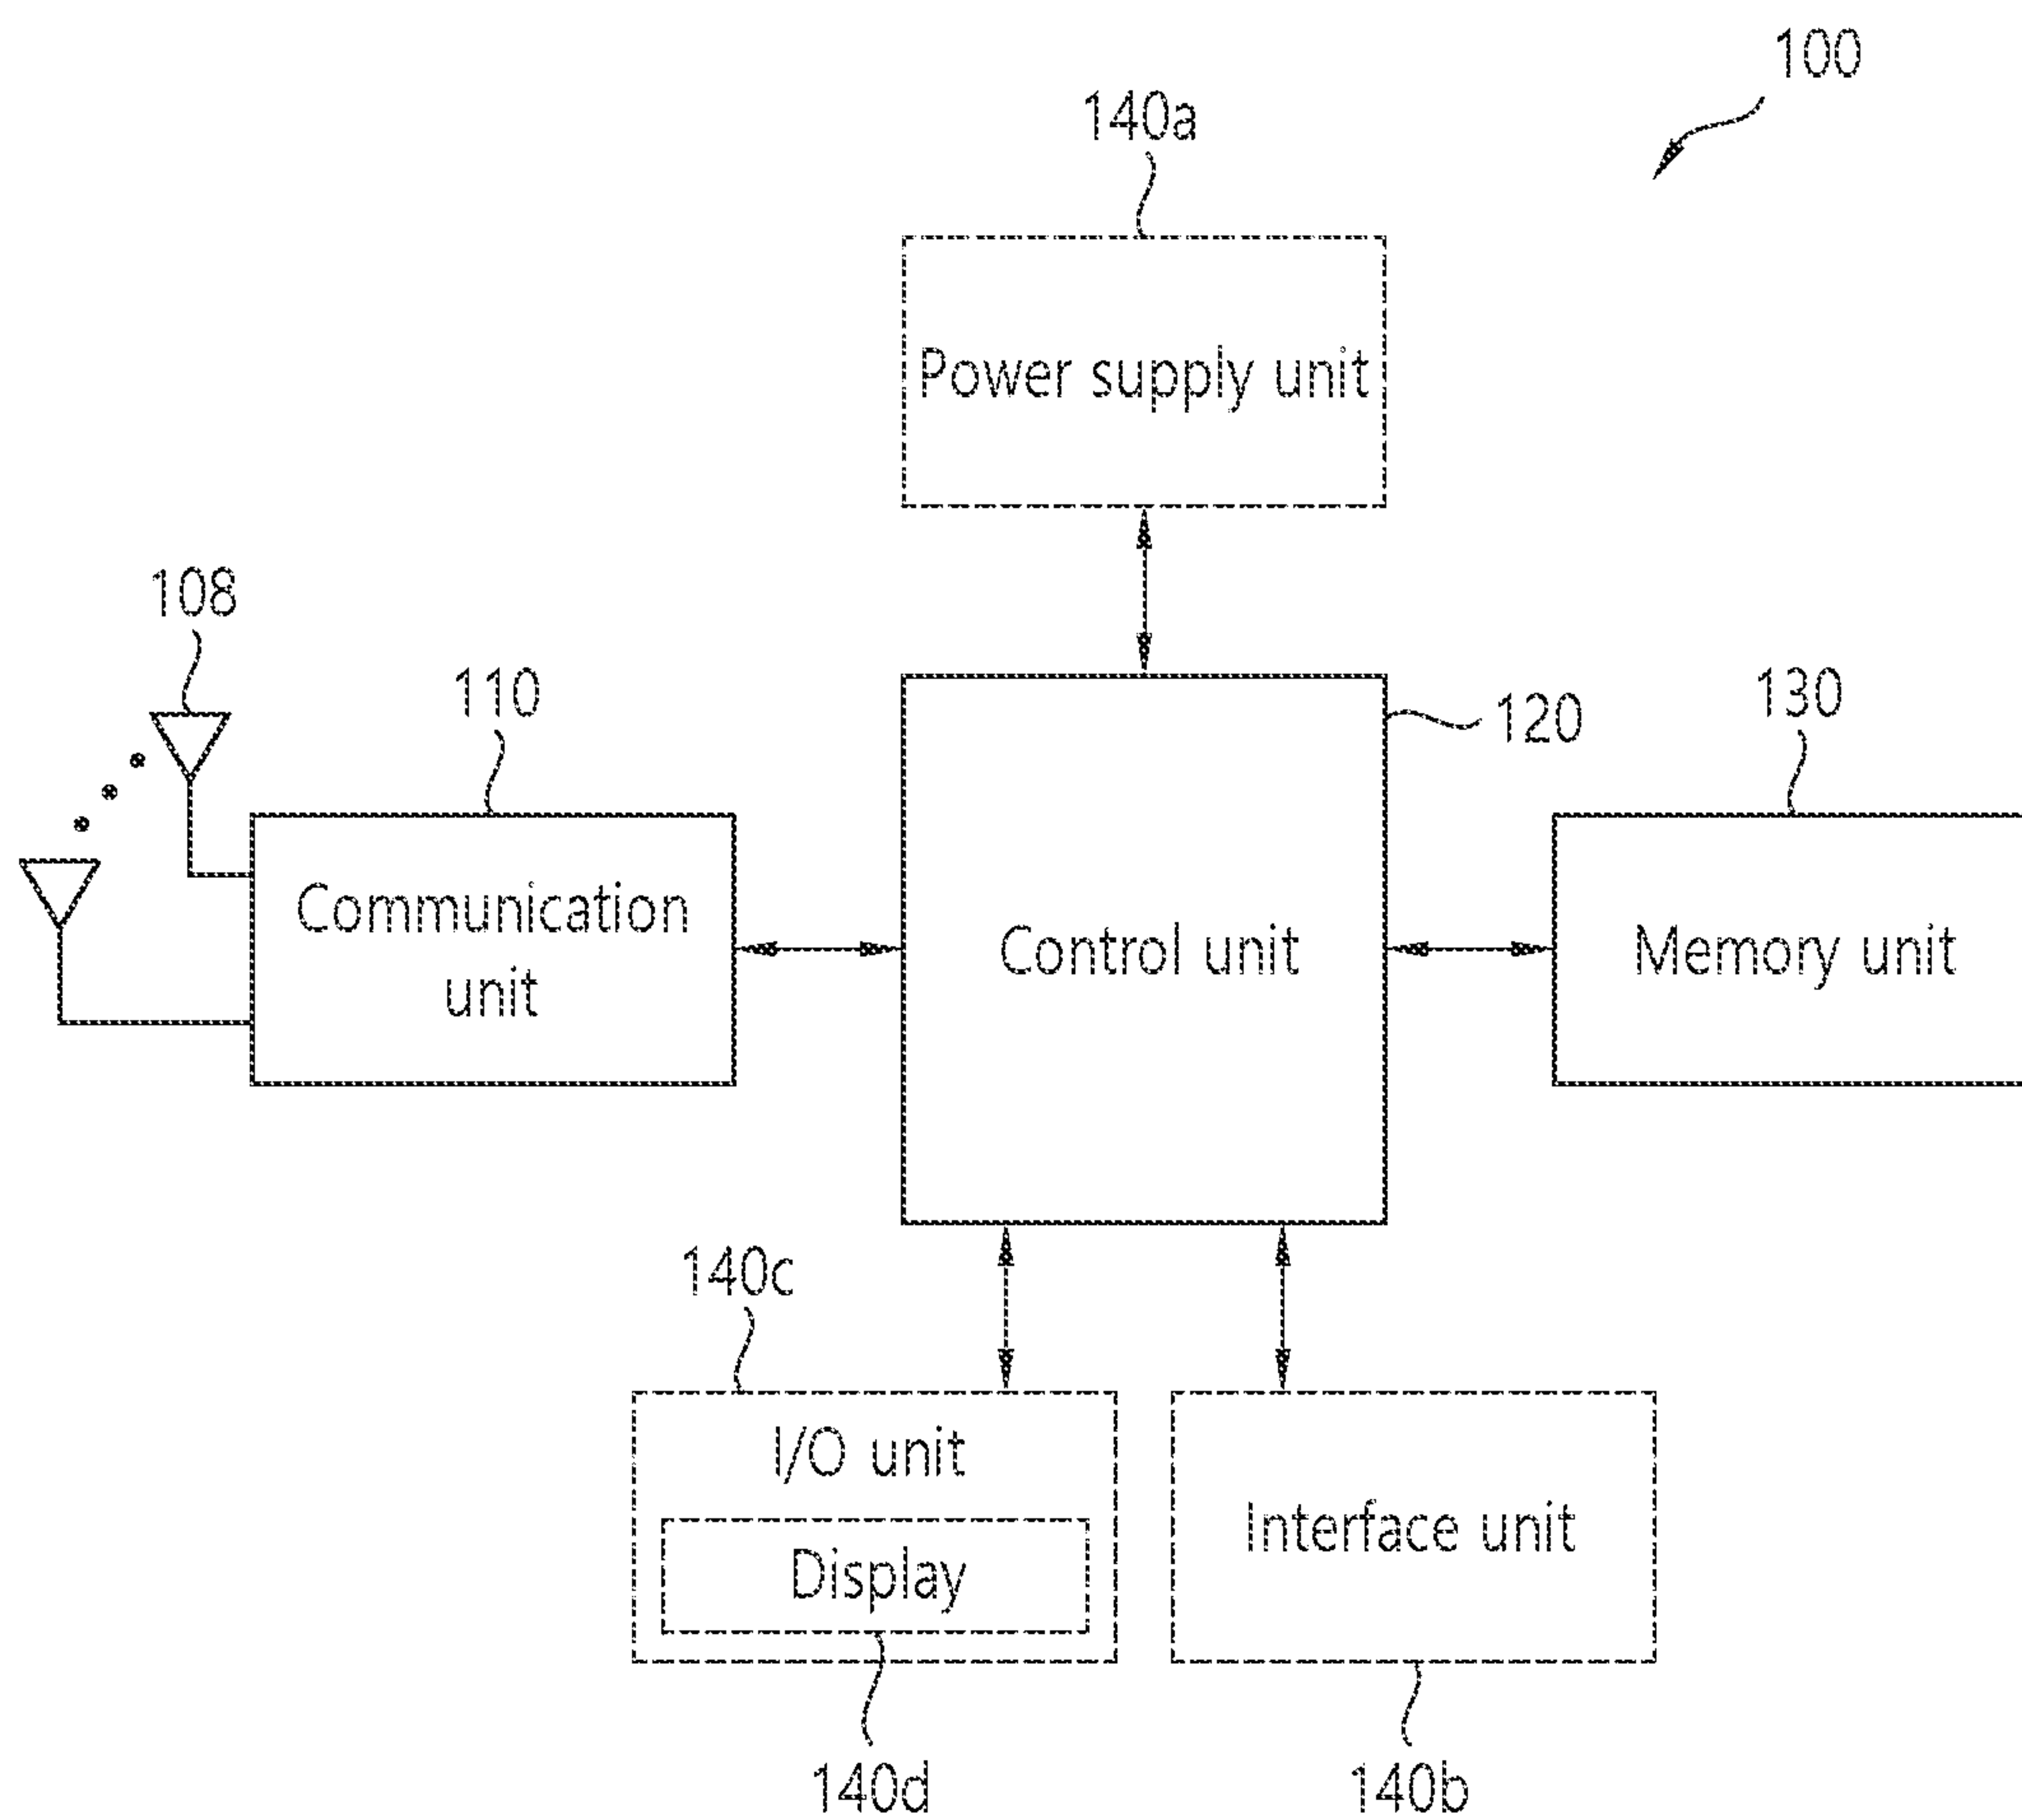 100
140a
Power supply unit
108
110
120
130
Communication
unit
Control unit
Memory unit
140c
I/O unit
Display
Interface unit
140d
140b